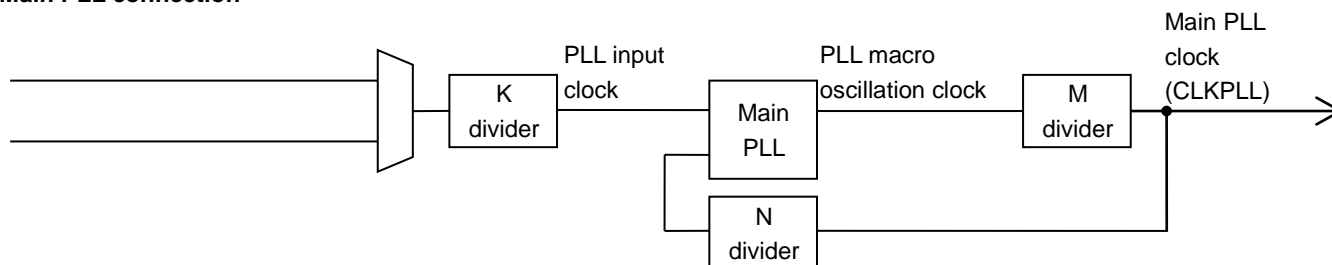 Main PLL connection
Main PLL
clock
(CLKPLL)
PLL input
clock
PLL macro
oscillation clock
K
divider
Main
PLL
M
divider
N
divider